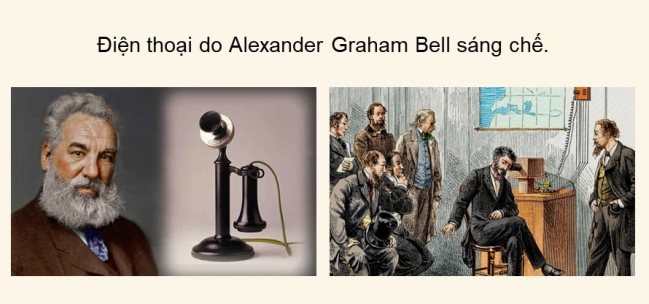 Điện thoại do Alexander Graham Bell sáng chế.